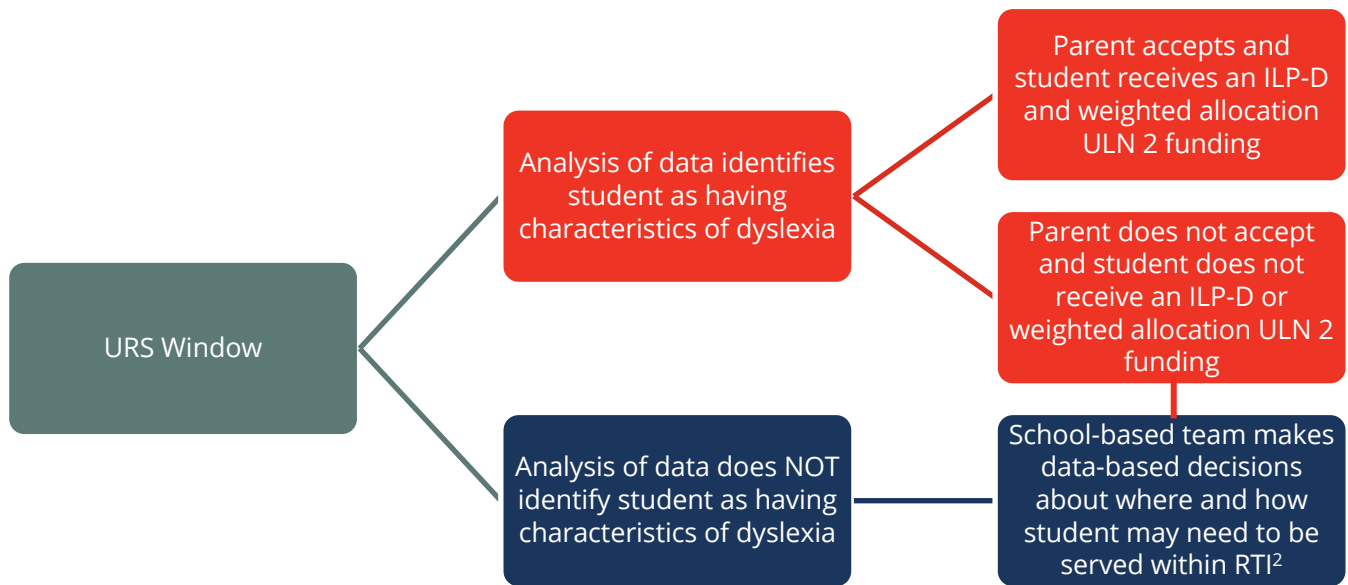 URS Window
Analysis of data identifies
student as having
characteristics of dyslexia
Parent accepts and
student receives an ILP-D
and weighted allocation
ULN 2 funding
Parent does not accept
and student does not
receive an ILP-D or
weighted allocation ULN 2
funding
Analysis of data does NOT
identify student as having
characteristics of dyslexia
School-based team makes
data-based decisions
about where and how
student may need to be
served within RTI²